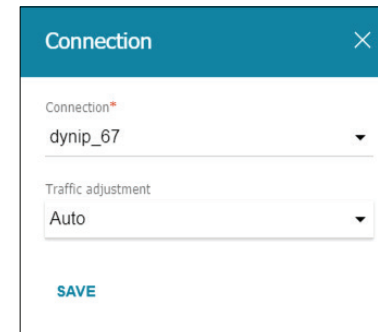 Connection
Connection*
dynip_67
Traffic adjustment
Auto
SAVE